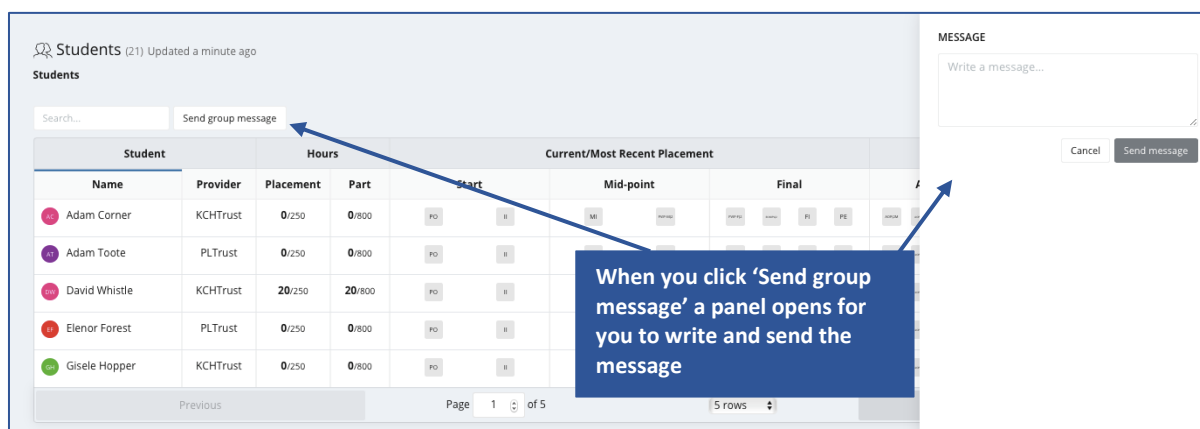 Students (21) Updated a minute ago
Students
Search...
Send group message
Student Hours Current/Most Recent Placement
Name Provider Placement Part Start Mid-point Final
AC Adam Corner KCHTrust 0/250 0/800 PO II MI PE FI
AT Adam Toote PLTrust 0/250 0/800 PO II
DW David Whistle KCHTrust 20/250 20/800 PO II
EF Elenor Forest PLTrust 0/250 0/800 PO II
GH Gisele Hopper KCHTrust 0/250 0/800 PO II
Previous Page 1 of 5 5 rows
MESSAGE
Write a message...
Cancel Send message
When you click ‘Send group
message’ a panel opens for
you to write and send the
message